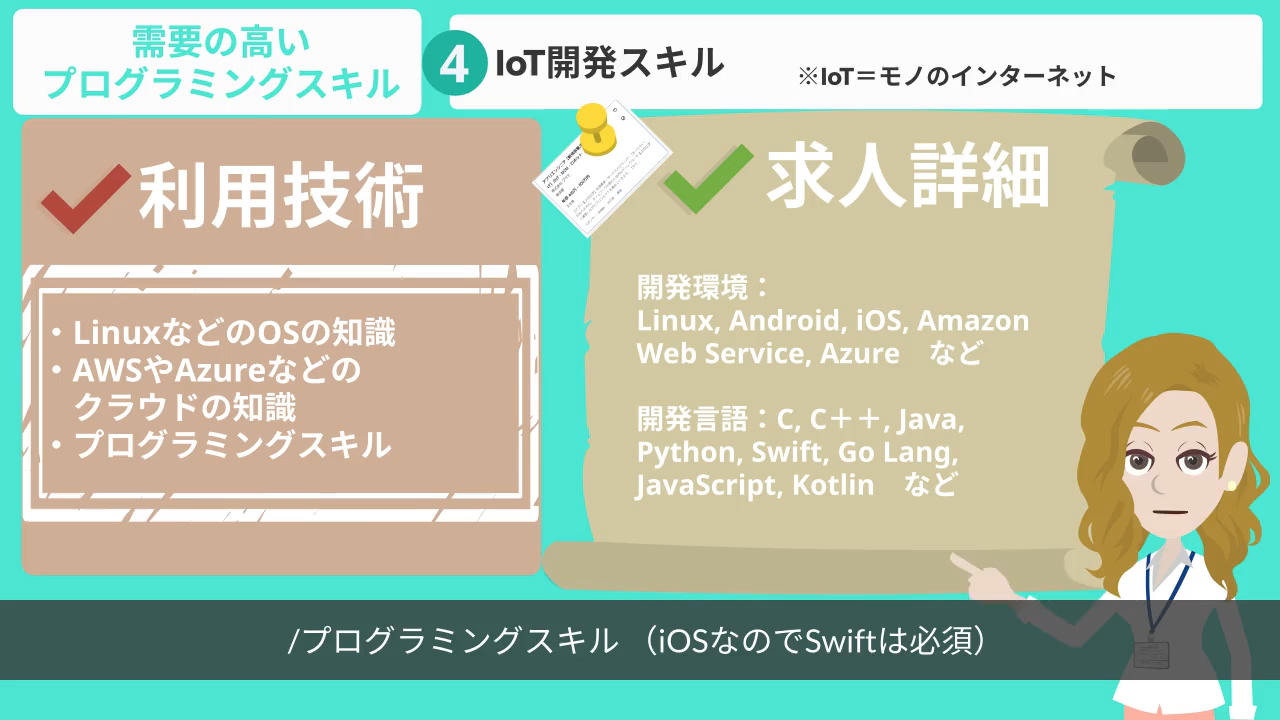 需要の高い
プログラミングスキル
4
IoT開発スキル
※IoT＝モノのインターネット
利用技術
・LinuxなどのOSの知識
・AWSやAzureなどの
クラウドの知識
・プログラミングスキル
求人詳細
開発環境：
Linux, Android, iOS, Amazon
Web Service, Azure　など
開発言語：C, C＋＋, Java,
Python, Swift, Go Lang,
JavaScript, Kotlin　など
/プログラミングスキル （iOSなのでSwiftは必須）